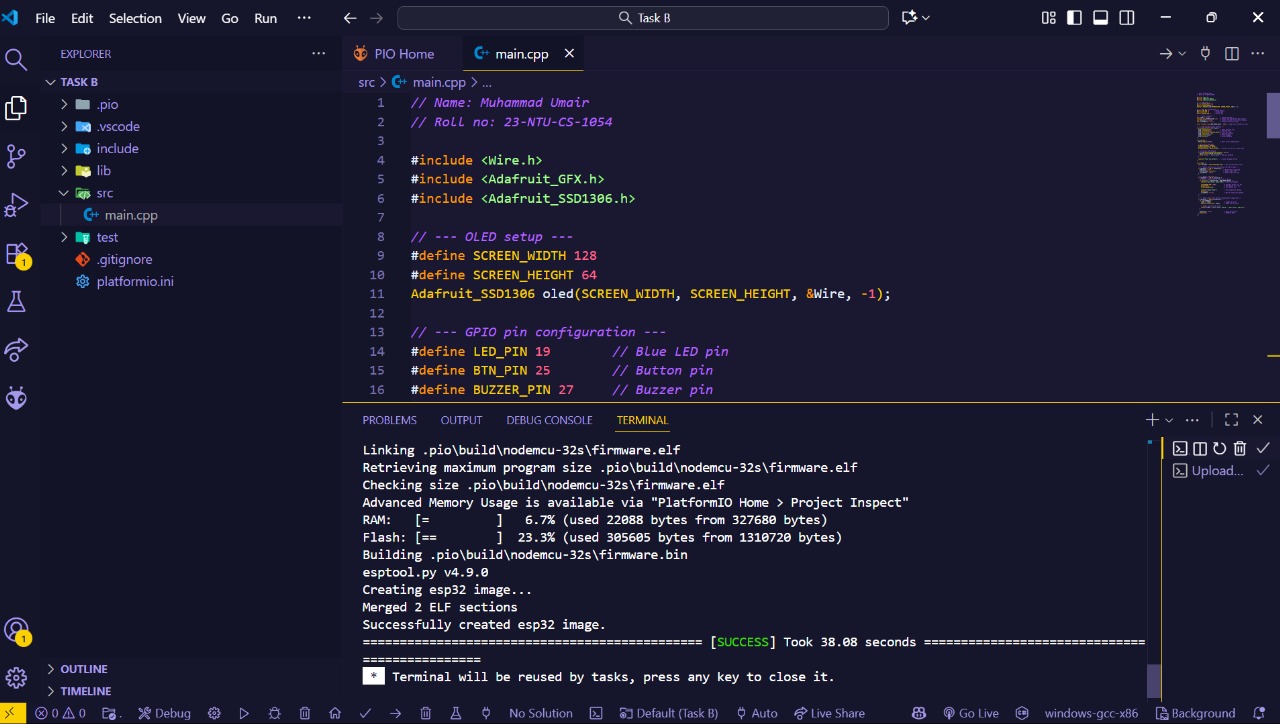 File Edit Selection View Go Run ··· Task B
EXPLORER ···
TASK B
.pio
.vscode
include
lib
src
main.cpp
test
.gitignore
platformio.ini
OUTLINE
TIMELINE
PIO Home main.cpp
src > main.cpp > ...
1 // Name: Muhammad Umair
2 // Roll no: 23-NTU-CS-1054
3
4 #include <Wire.h>
5 #include <Adafruit_GFX.h>
6 #include <Adafruit_SSD1306.h>
7
8 // --- OLED setup ---
9 #define SCREEN_WIDTH 128
10 #define SCREEN_HEIGHT 64
11 Adafruit_SSD1306 oled(SCREEN_WIDTH, SCREEN_HEIGHT, &Wire, -1);
12
13 // --- GPIO pin configuration ---
14 #define LED_PIN 19 // Blue LED pin
15 #define BTN_PIN 25 // Button pin
16 #define BUZZER_PIN 27 // Buzzer pin
PROBLEMS OUTPUT DEBUG CONSOLE TERMINAL
Linking .pio\build\nodemcu-32s\firmware.elf
Retrieving maximum program size .pio\build\nodemcu-32s\firmware.elf
Checking size .pio\build\nodemcu-32s\firmware.elf
Advanced Memory Usage is available via "PlatformIO Home > Project Inspect"
RAM: [= ] 6.7% (used 22088 bytes from 327680 bytes)
Flash: [== ] 23.3% (used 305605 bytes from 1310720 bytes)
Building .pio\build\nodemcu-32s\firmware.bin
esptool.py v4.9.0
Creating esp32 image...
Merged 2 ELF sections
Successfully created esp32 image.
============================================== [SUCCESS] Took 38.08 seconds ==============================
================
* Terminal will be reused by tasks, press any key to close it.
Upload...
1
1
0 0 Debug No Solution Default (Task B) Auto Live Share Go Live windows-gcc-x86 Background